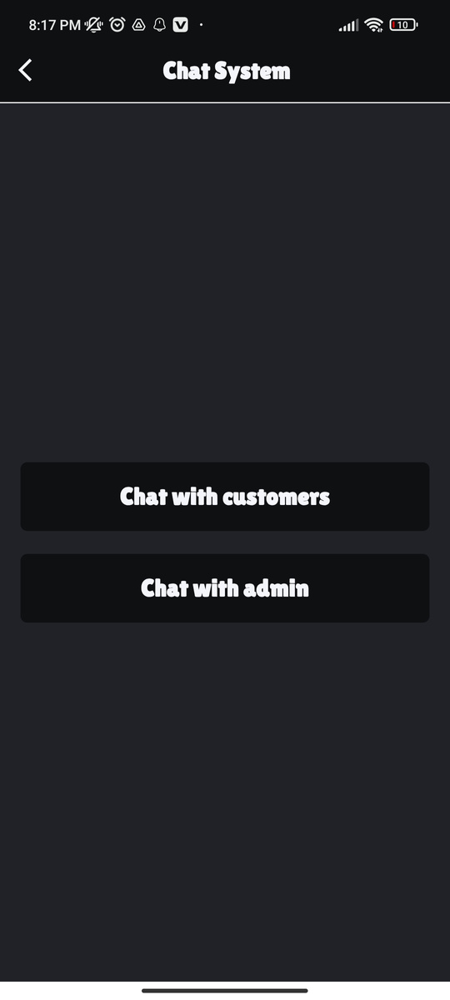 8:17 PM
10
Chat System
Chat with customers
Chat with admin